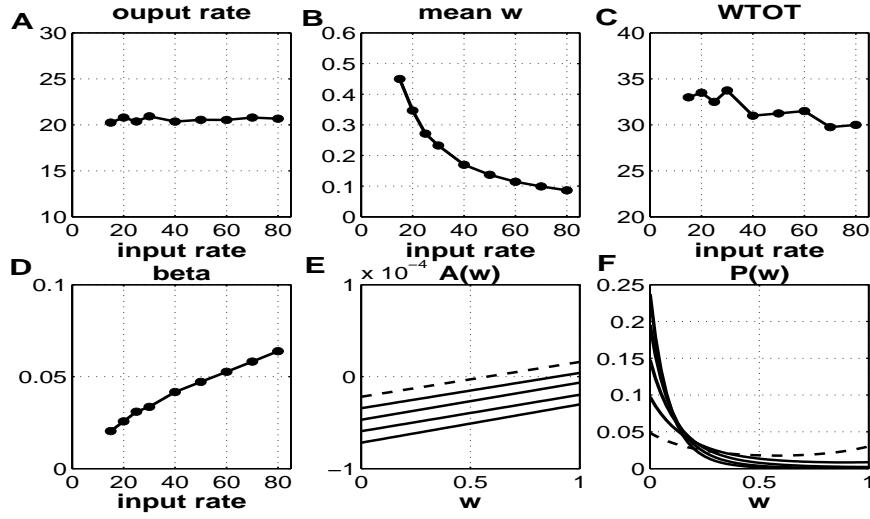 A
ouput rate
30
25
20
15
10
0 20 40 60 80
input rate
B
mean w
0.6
0.5
0.4
0.3
0.2
0.1
0
0 20 40 60 80
input rate
C
WTOT
40
35
30
25
20
0 20 40 60 80
input rate
D
beta
0.1
0.05
0
0 20 40 60 80
input rate
E
x 10⁻⁴
A(w)
1
0
−1
0 0.5 1
w
F
P(w)
0.25
0.2
0.15
0.1
0.05
0
0 0.5 1
w